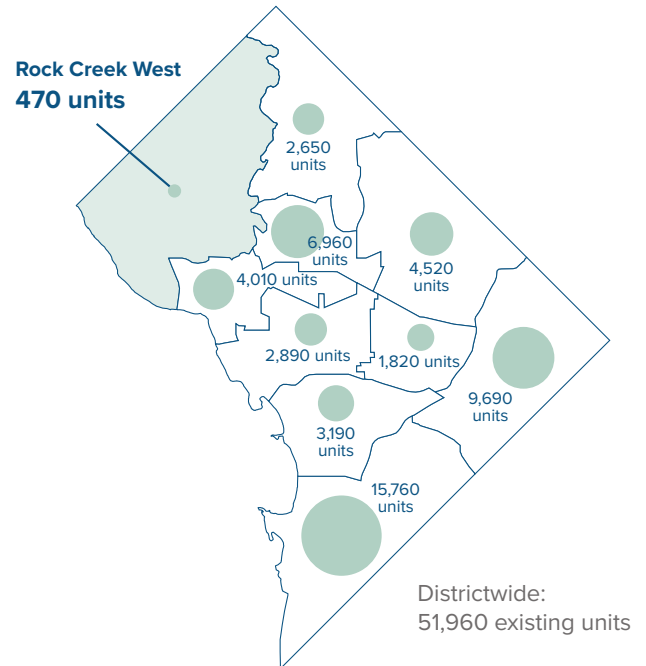 Rock Creek West
470 units
2,650
units
6,960
units
4,520
units
4,010 units
2,890 units
1,820 units
9,690
units
3,190
units
15,760
units
Districtwide:
51,960 existing units